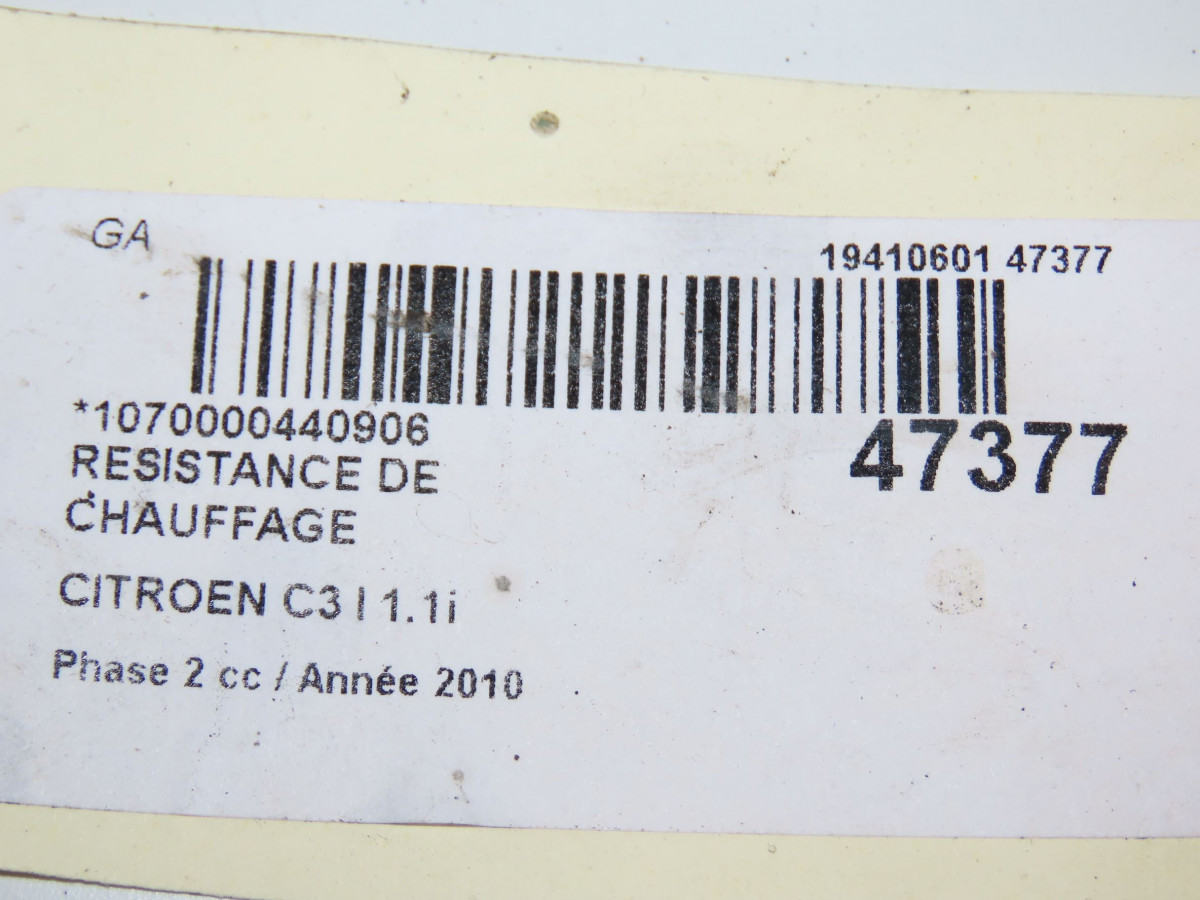 GA
19410601 47377
*1070000440906
47377
RESISTANCE DE
CHAUFFAGE
CITROEN C3 I 1.1i
Phase 2 cc / Année 2010